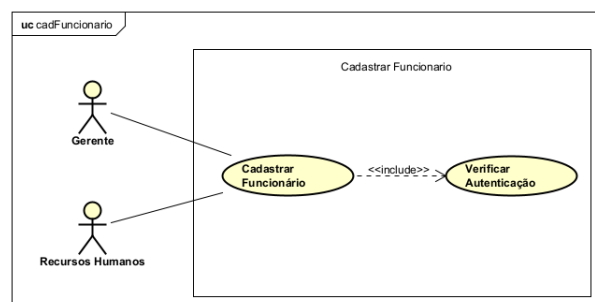 uc cadFuncionario
Cadastrar Funcionario
Gerente
Cadastrar
Funcionário
<<include>>
Verificar
Autenticação
Recursos Humanos